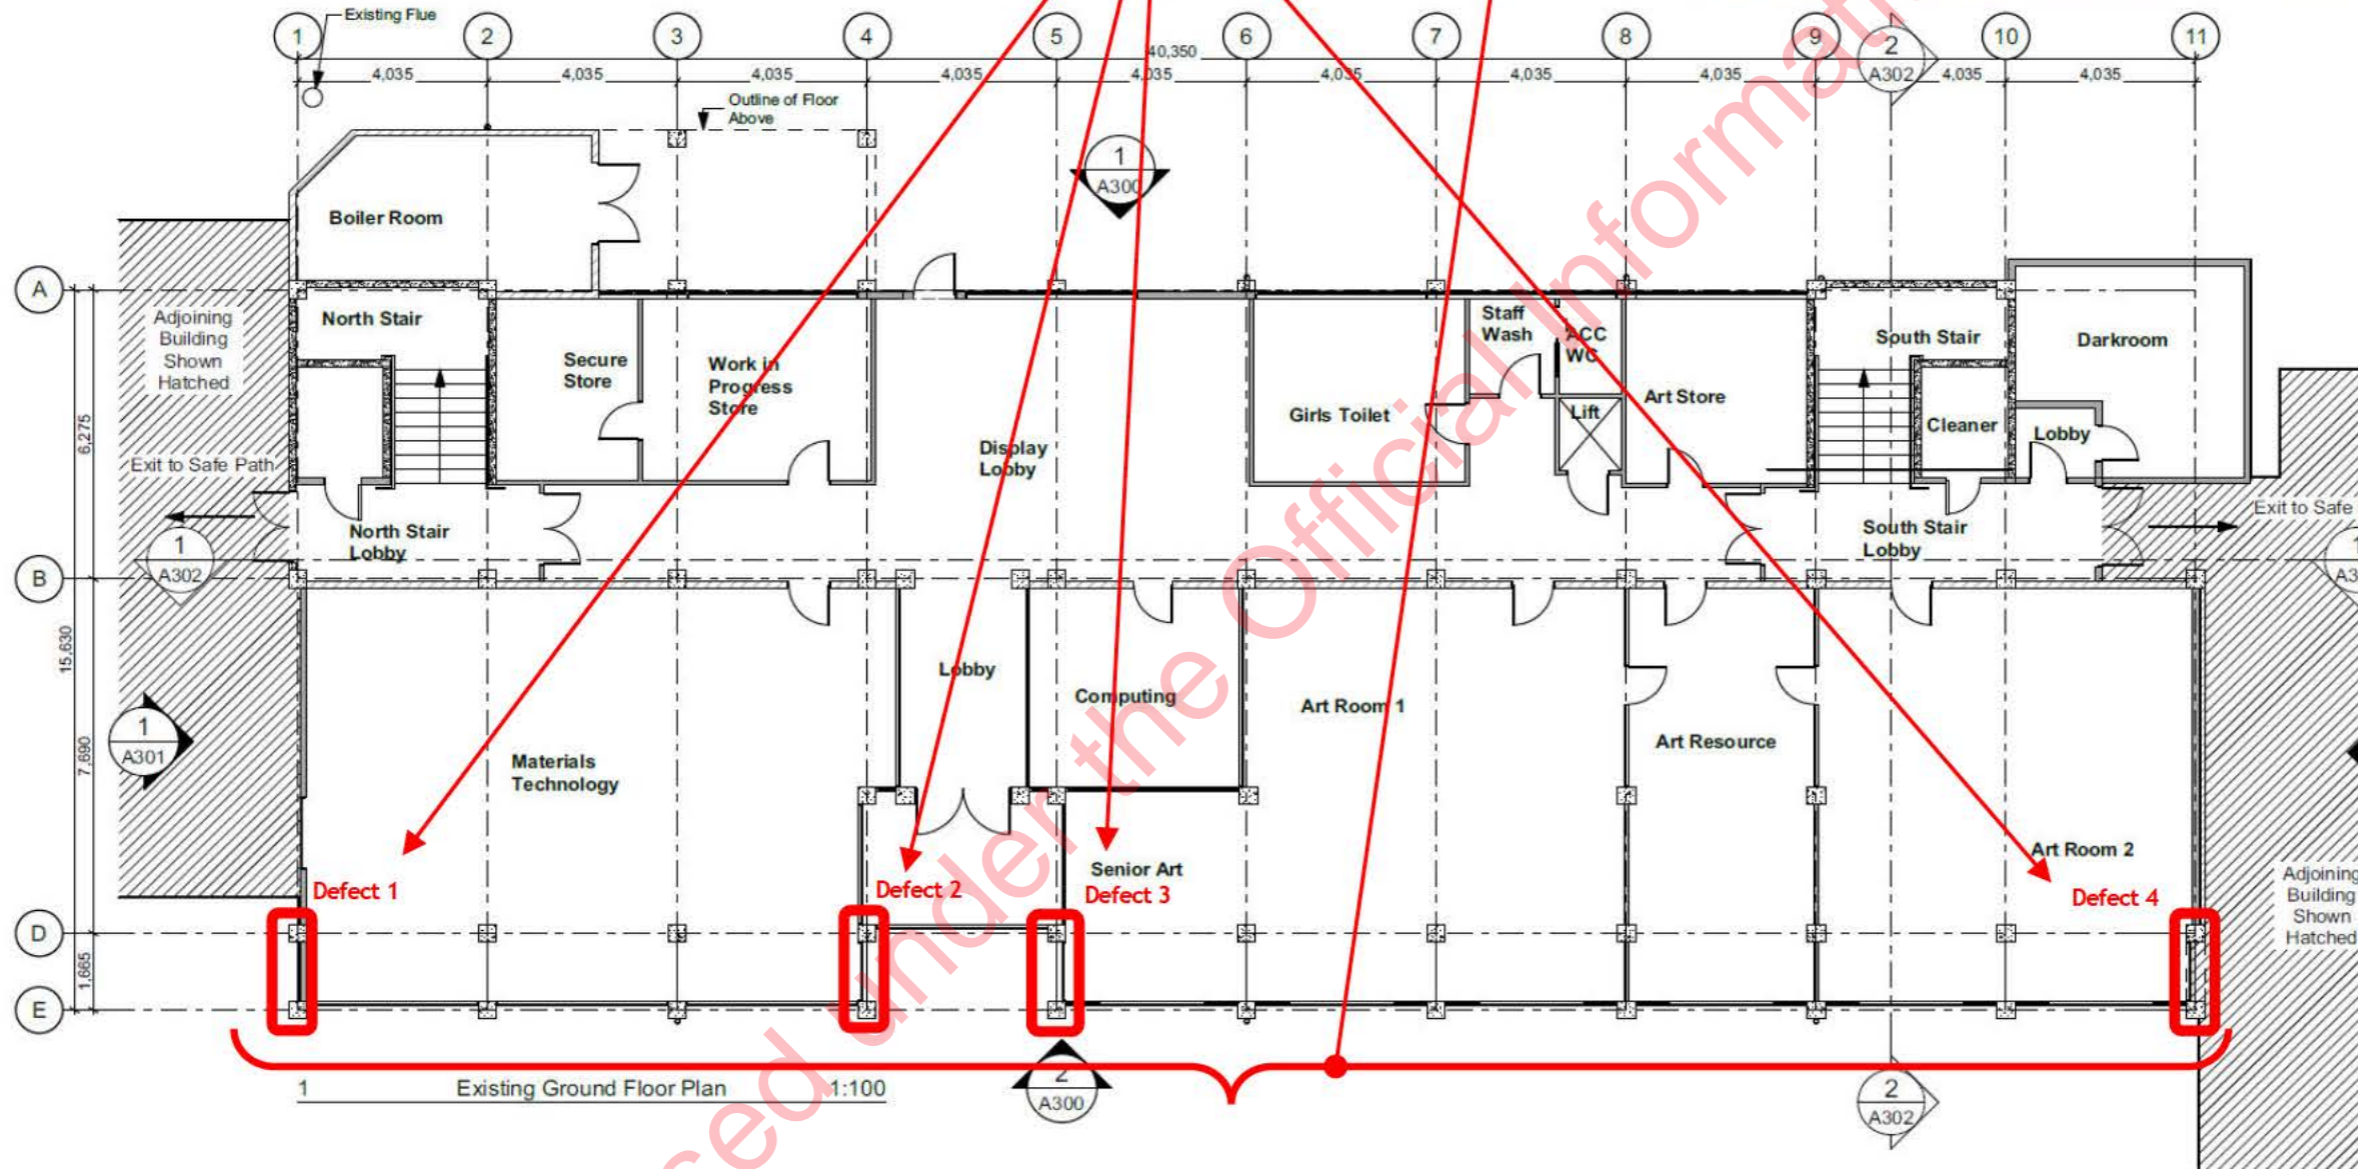 Existing Flue
1
2
3
4
5
6
7
8
9
10
11
2
A302
40,350
4,035
4,035
4,035
4,035
4,035
4,035
4,035
4,035
4,035
4,035
Outline of Floor
Above
1
A300
Boiler Room
A
Adjoining
Building
Shown
Hatched
North Stair
Secure
Store
Work in
Progress
Store
Display
Lobby
Girls Toilet
Staff
Wash
ACC
WC
Lift
Art Store
South Stair
Cleaner
Darkroom
Lobby
6,275
Exit to Safe Path
North Stair
Lobby
South Stair
Lobby
Exit to Safe
1
A302
B
15,630
7,690
1
A301
Lobby
Computing
Art Room 1
Art Resource
Materials
Technology
Senior Art
Art Room 2
Defect 1
Defect 2
Defect 3
Defect 4
Adjoining
Building
Shown
Hatched
D
1,665
E
1 Existing Ground Floor Plan 1:100
2
A300
2
A302
under the Official Informat